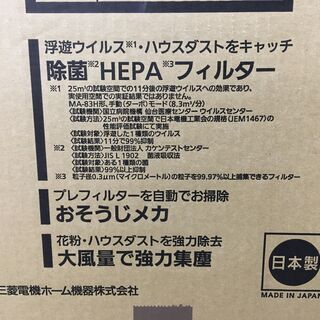 浮遊ウイルス※1・ハウスダストをキャッチ
除菌※2HEPA※3フィルター
※1 25m³の試験空間での11分後の浮遊ウイルスへの効果であり、
実使用空間での実証結果ではありません。
MA-83H形、手動(ターボ)モード(8.3m³/分)
〈試験機関〉国立病院機構 仙台医療センター・ウイルスセンター
〈試験方法〉25m³の試験空間で日本電機工業会の規格(JEM1467)の
性能評価試験にて実施
〈試験対象〉浮遊した1種類のウイルス
〈試験結果〉11分で99%抑制
※2 〈試験機関〉一般財団法人 カケンテストセンター
〈試験方法〉JIS L 1902 菌液吸収法
〈試験対象〉ある1種類の菌
〈試験結果〉99%以上抑制
※3 粒子径0.3μm(マイクロメートル)の粒子を99.97%以上捕集できるフィルター
プレフィルターを自動でお掃除
おそうじメカ
花粉・ハウスダストを強力除去
大風量で強力集塵
日本製
MADE IN JAPAN
三菱電機ホーム機器株式会社